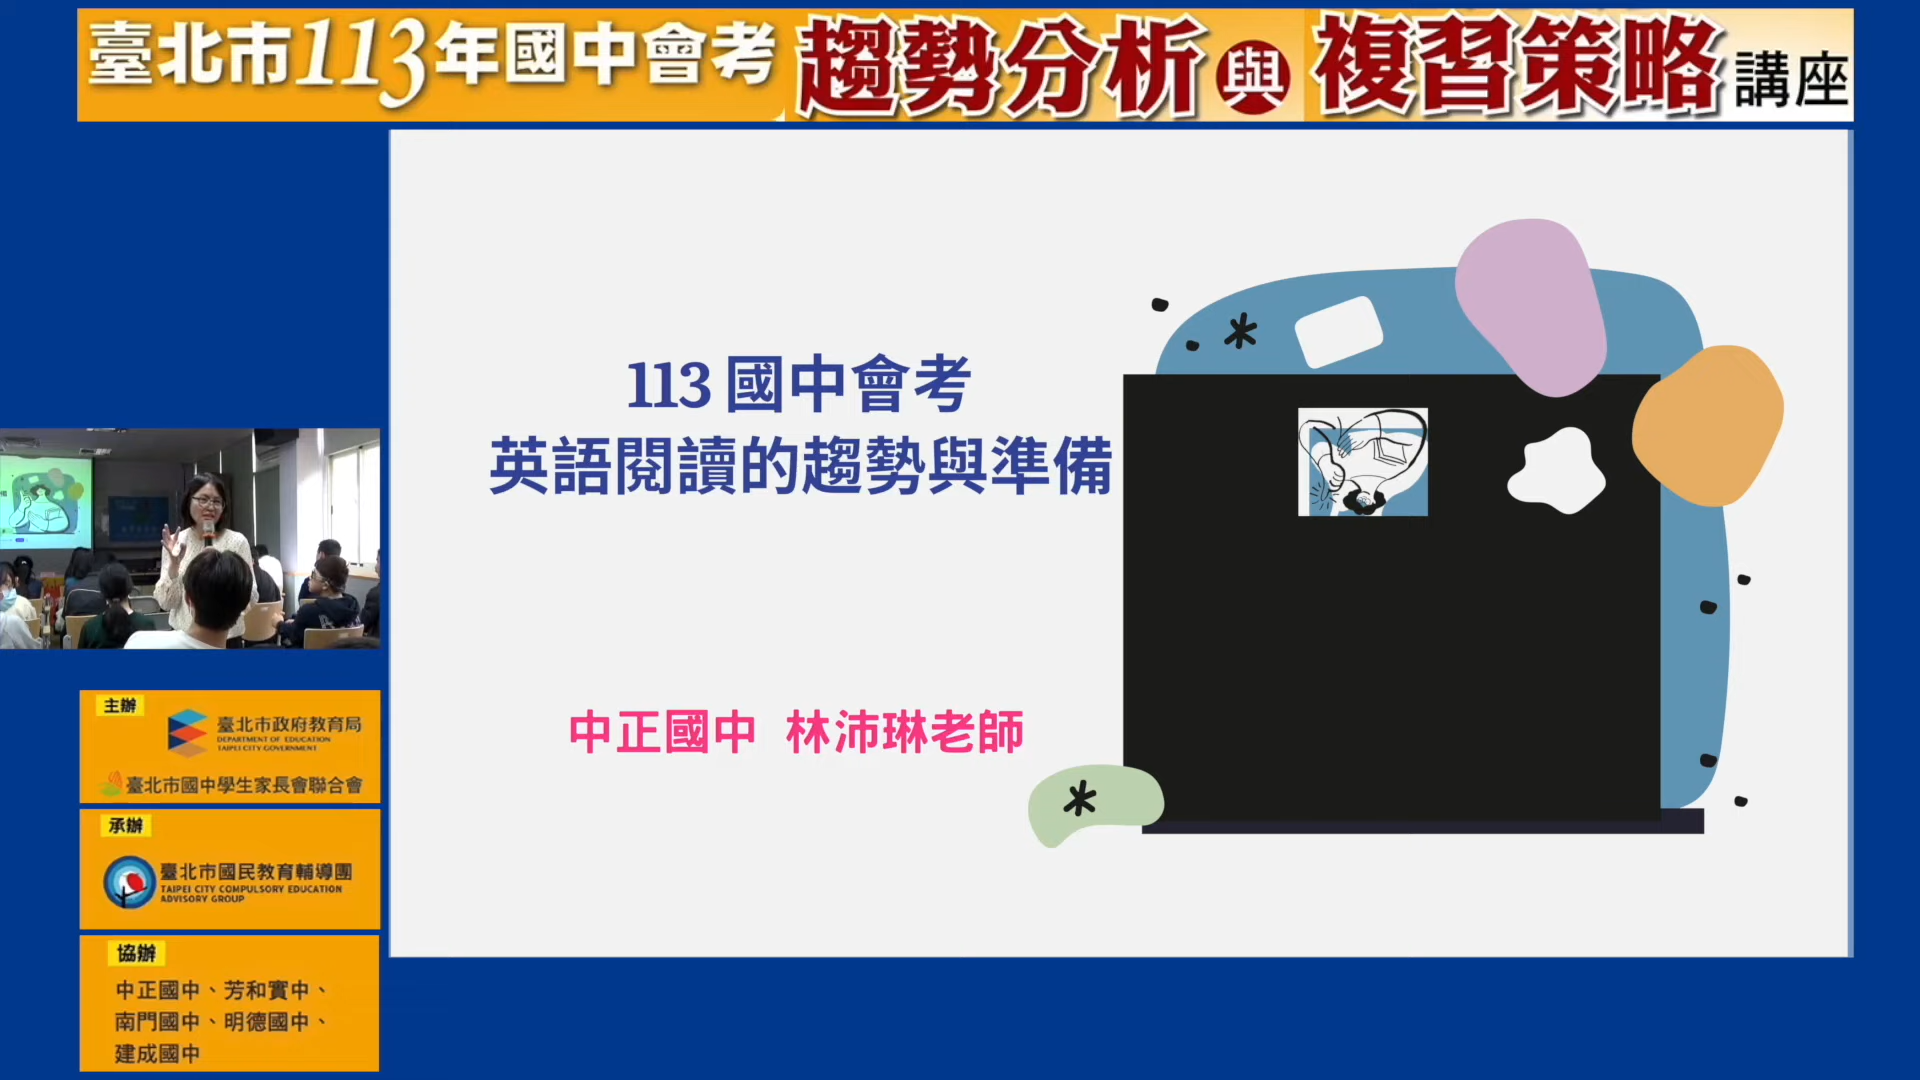 臺北市113年國中會考 趨勢分析與複習策略講座
113 國中會考
英語閱讀的趨勢與準備
中正國中 林沛琳老師
主辦
臺北市政府教育局
DEPARTMENT OF EDUCATION
TAIPEI CITY GOVERNMENT
臺北市國中學生家長會聯合會
承辦
臺北市國民教育輔導團
TAIPEI CITY COMPULSORY EDUCATION
ADVISORY GROUP
協辦
中正國中、芳和實中、
南門國中、明德國中、
建成國中